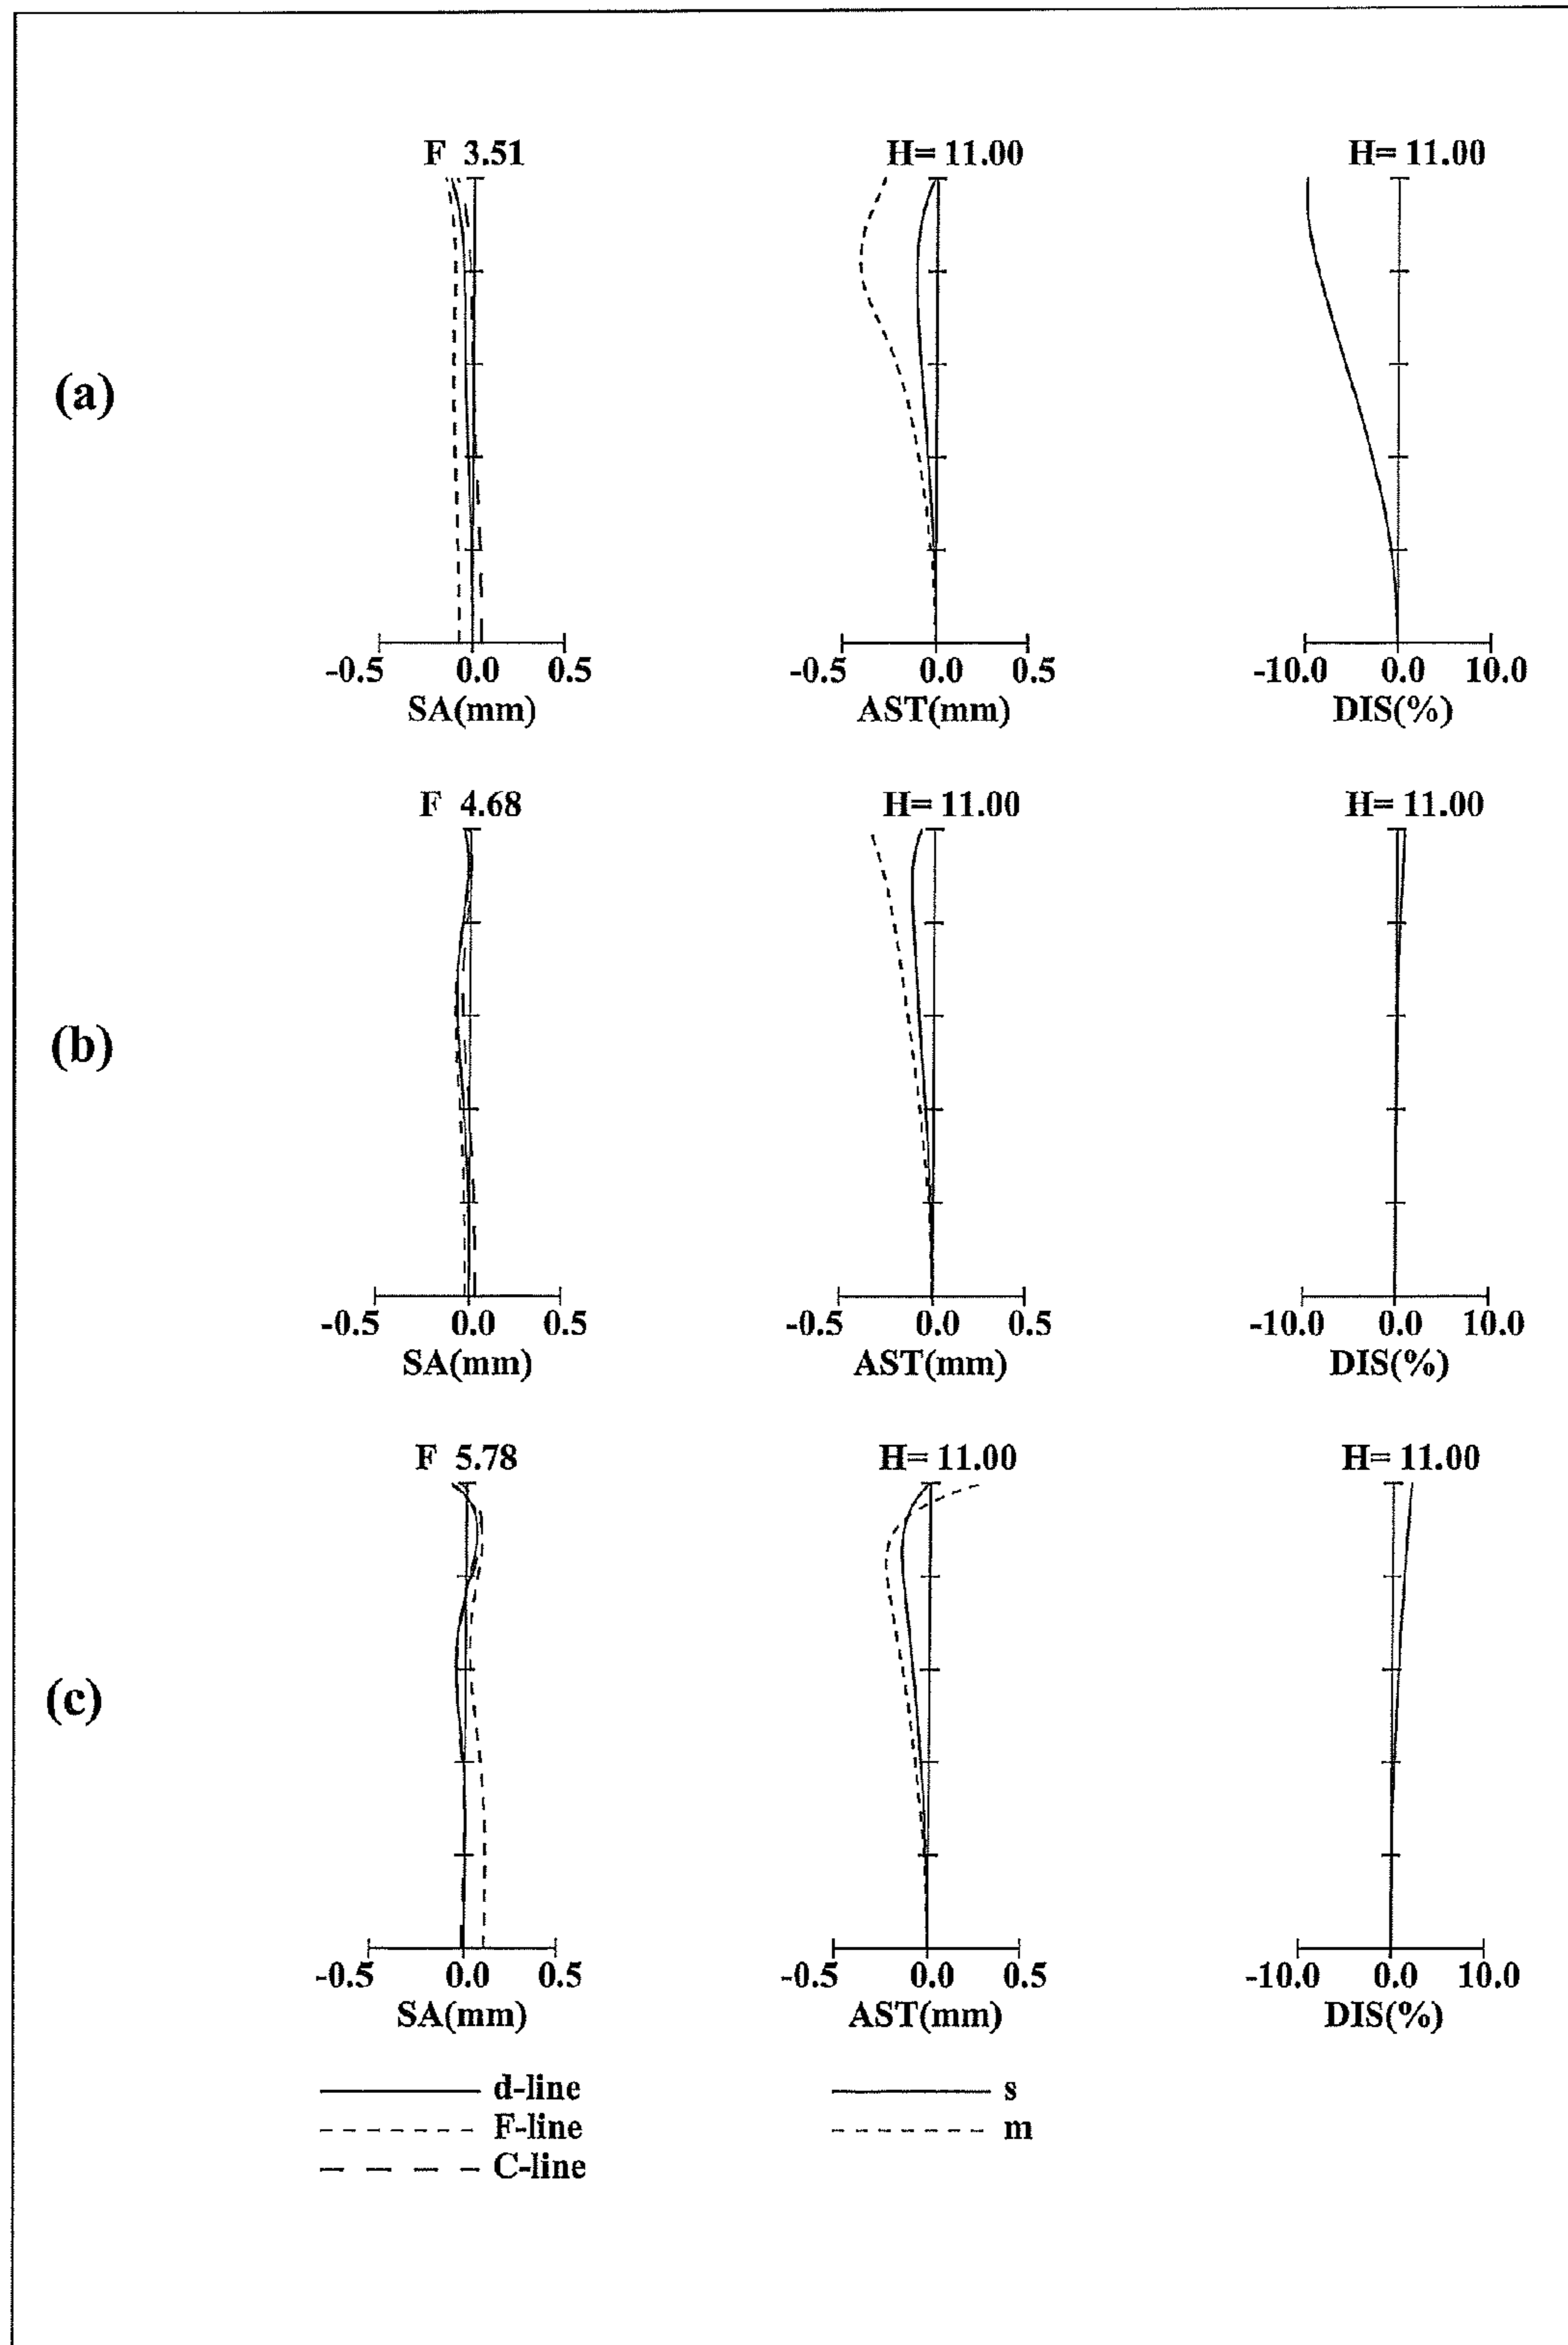 F 3.51 H= 11.00 H= 11.00
(a)
-0.5 0.0 0.5 -0.5 0.0 0.5 -10.0 0.0 10.0
SA(mm) AST(mm) DIS(%)
F 4.68 H= 11.00 H= 11.00
(b)
-0.5 0.0 0.5 -0.5 0.0 0.5 -10.0 0.0 10.0
SA(mm) AST(mm) DIS(%)
F 5.78 H= 11.00 H= 11.00
(c)
-0.5 0.0 0.5 -0.5 0.0 0.5 -10.0 0.0 10.0
SA(mm) AST(mm) DIS(%)
d-line s
F-line m
C-line